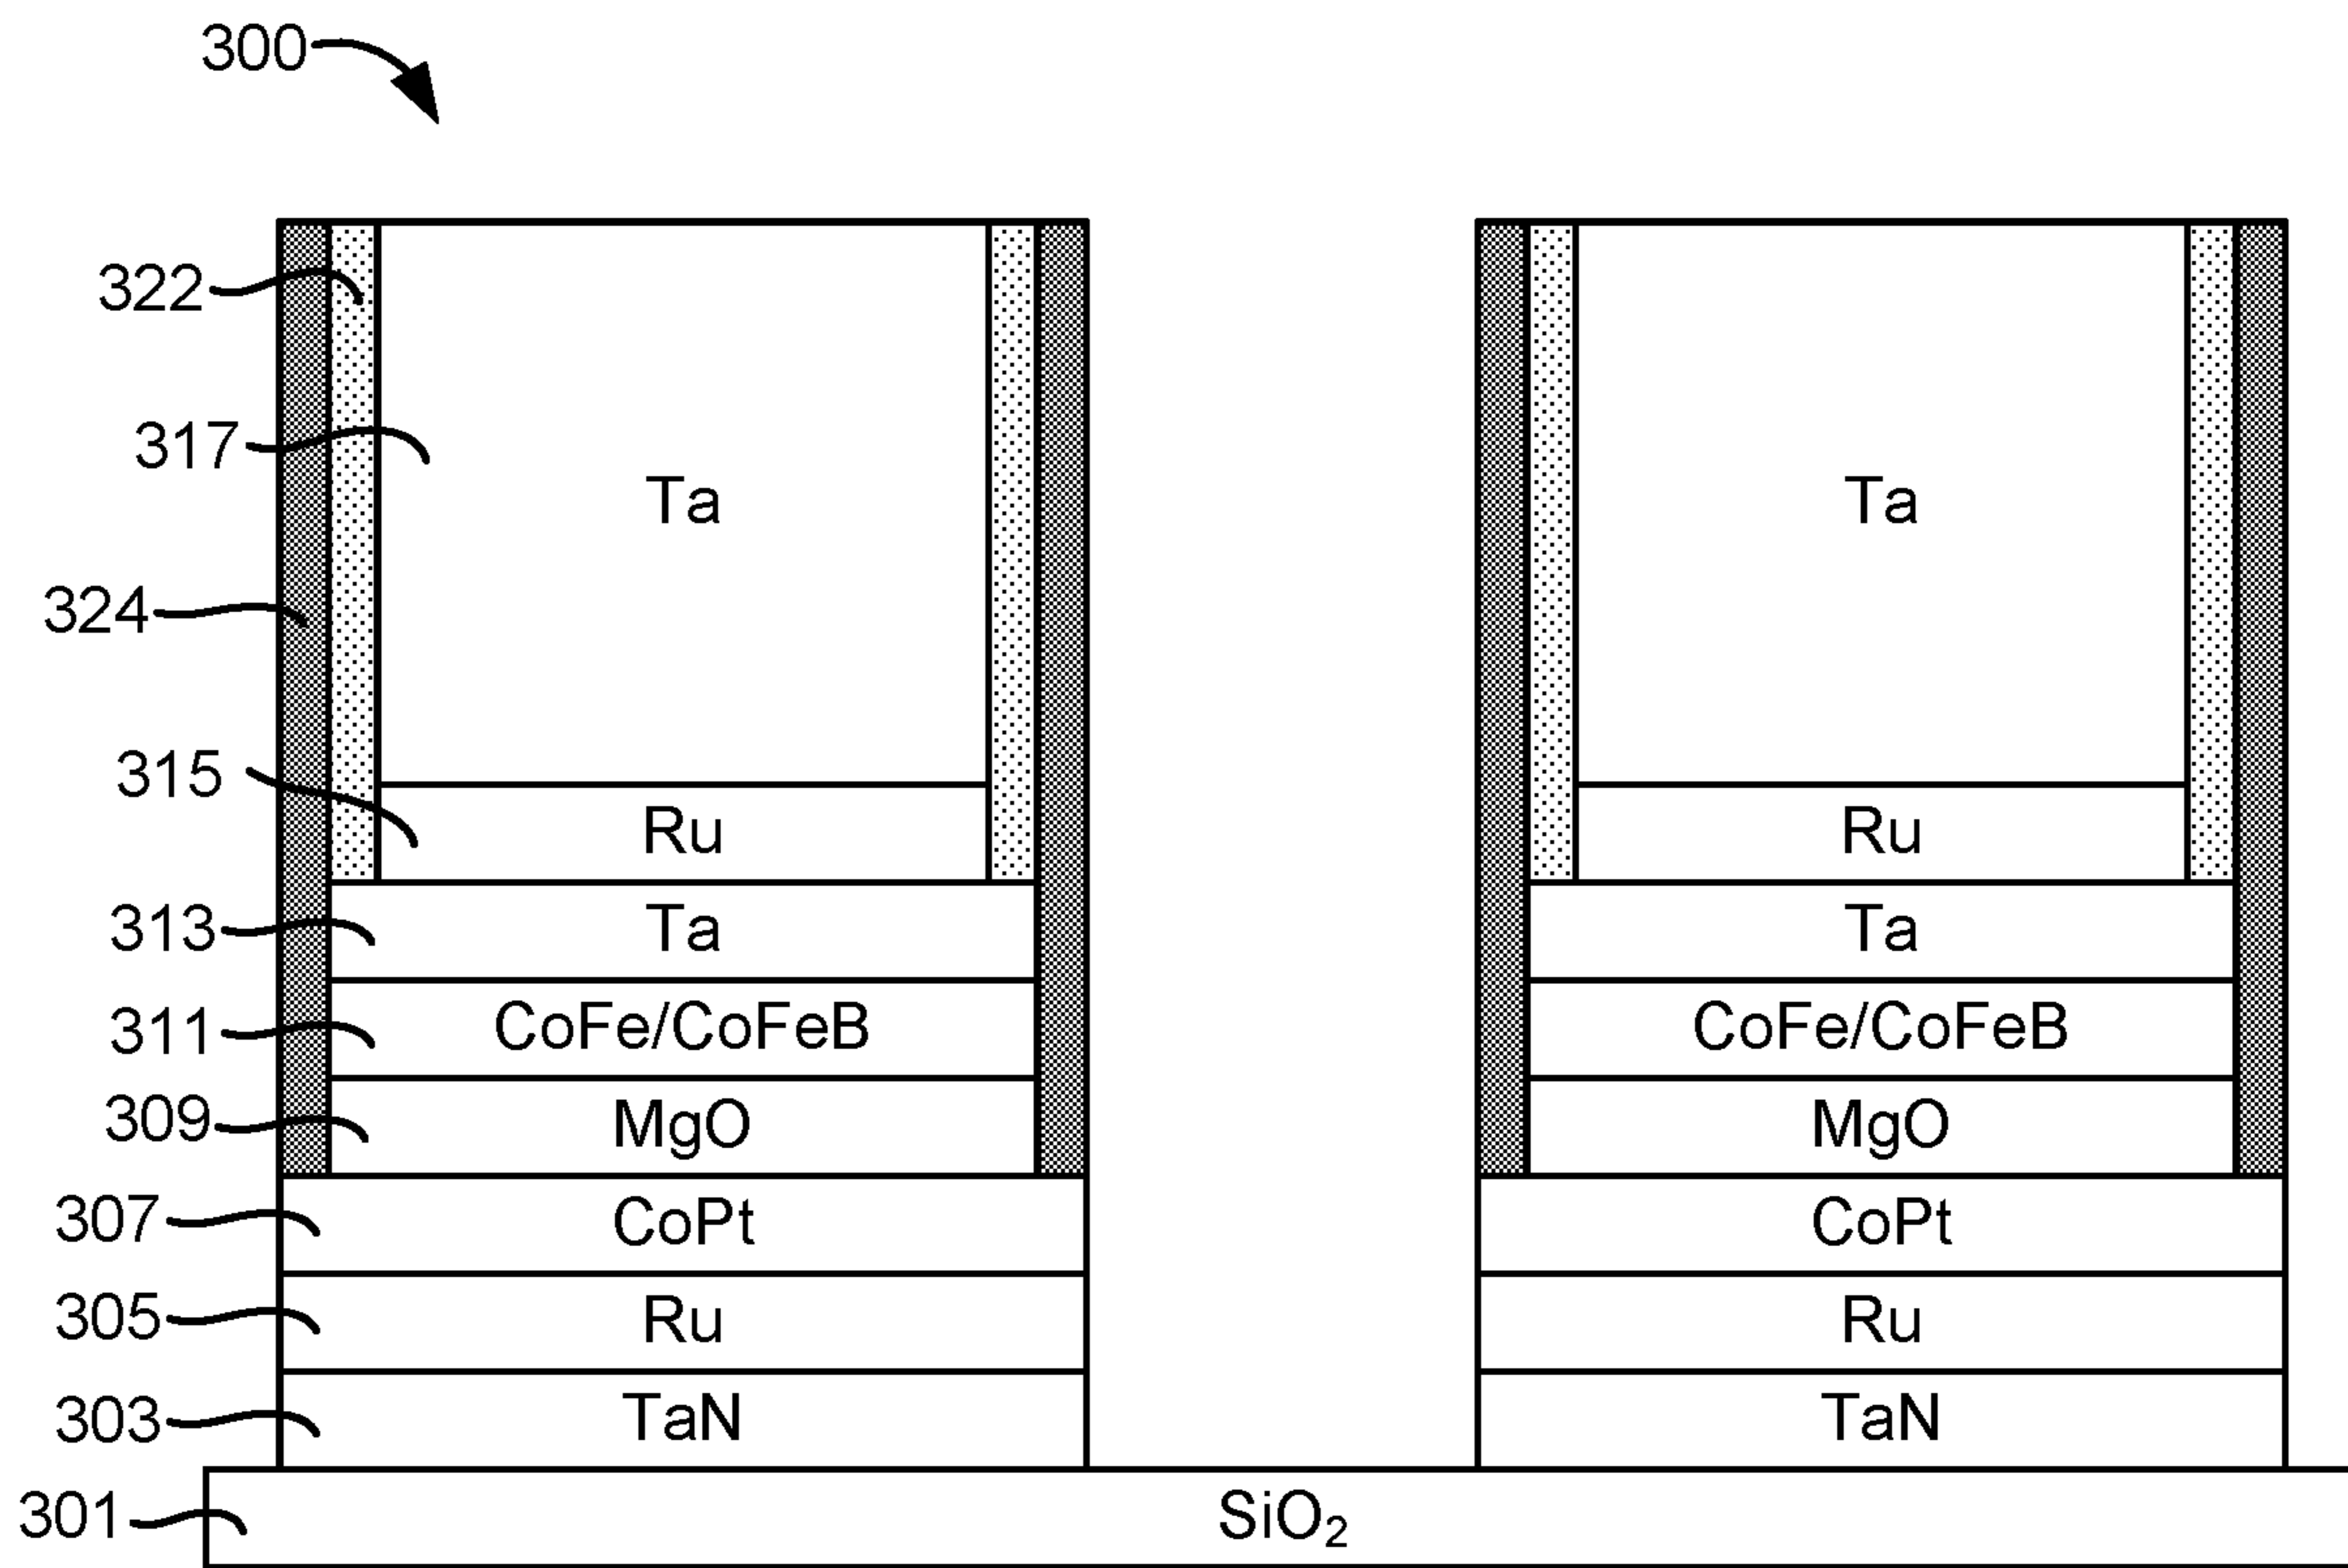 300
322
317 Ta Ta
324
315 Ru Ru
313 Ta Ta
311 CoFe/CoFeB CoFe/CoFeB
309 MgO MgO
307 CoPt CoPt
305 Ru Ru
303 TaN TaN
301 SiO₂